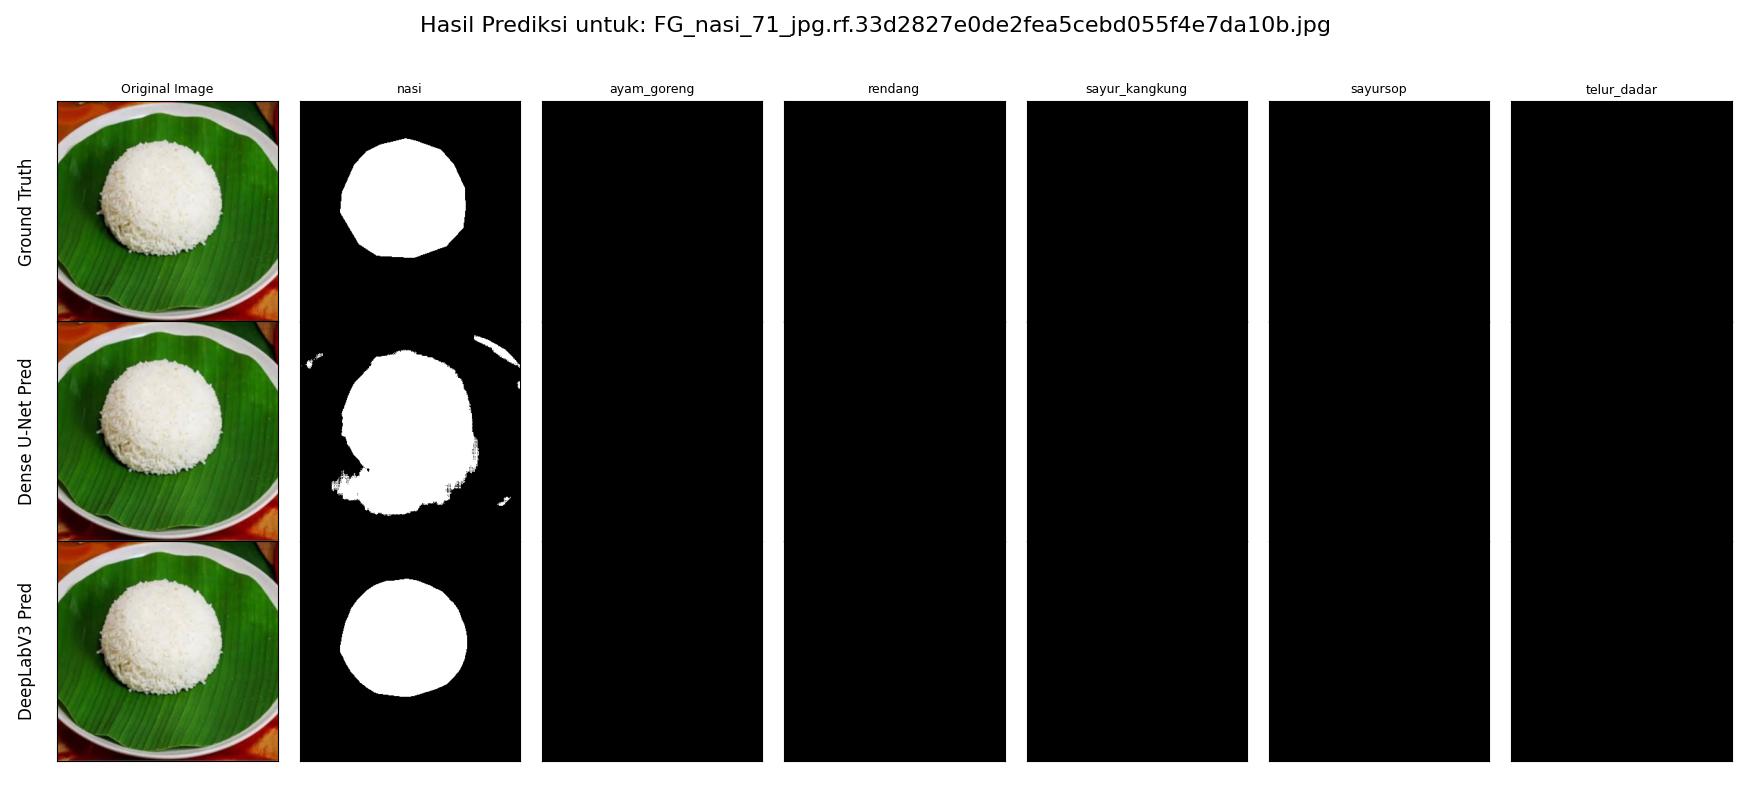 Hasil Prediksi untuk: FG_nasi_71_jpg.rf.33d2827e0de2fea5cebd055f4e7da10b.jpg
Original Image
nasi
ayam_goreng
rendang
sayur_kangkung
sayursop
telur_dadar
Ground Truth
Dense U-Net Pred
DeepLabV3 Pred